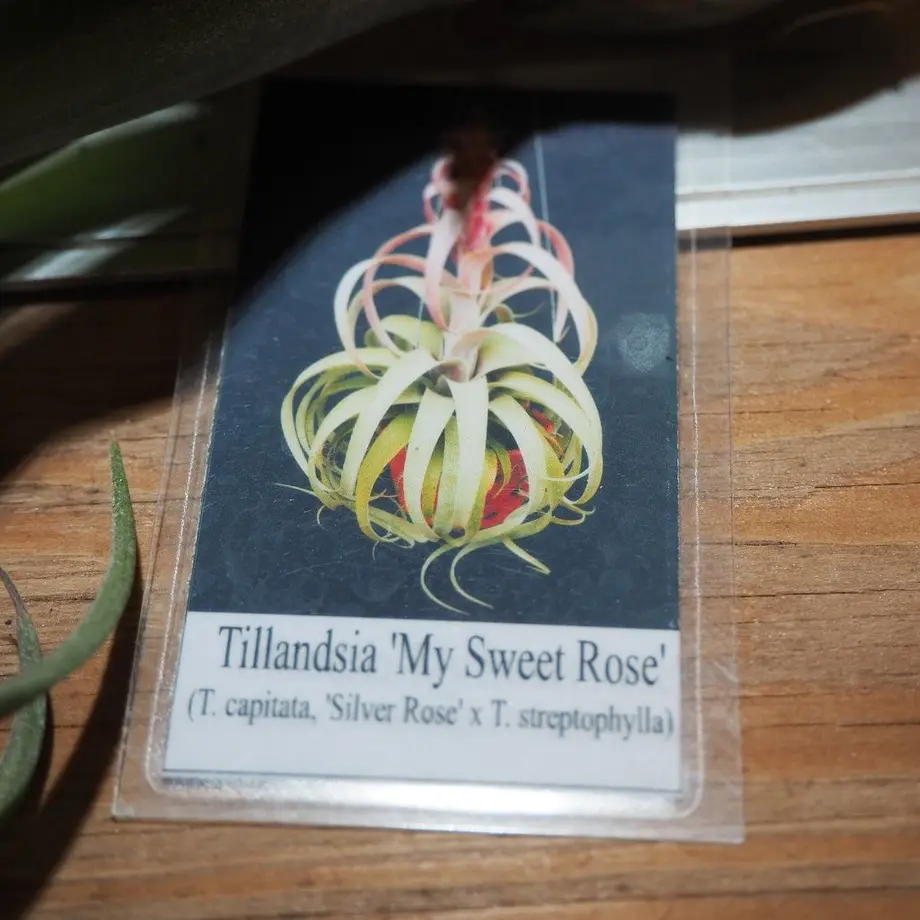 Tillandsia 'My Sweet Rose'
(T. capitata, 'Silver Rose' x T. streptophylla)